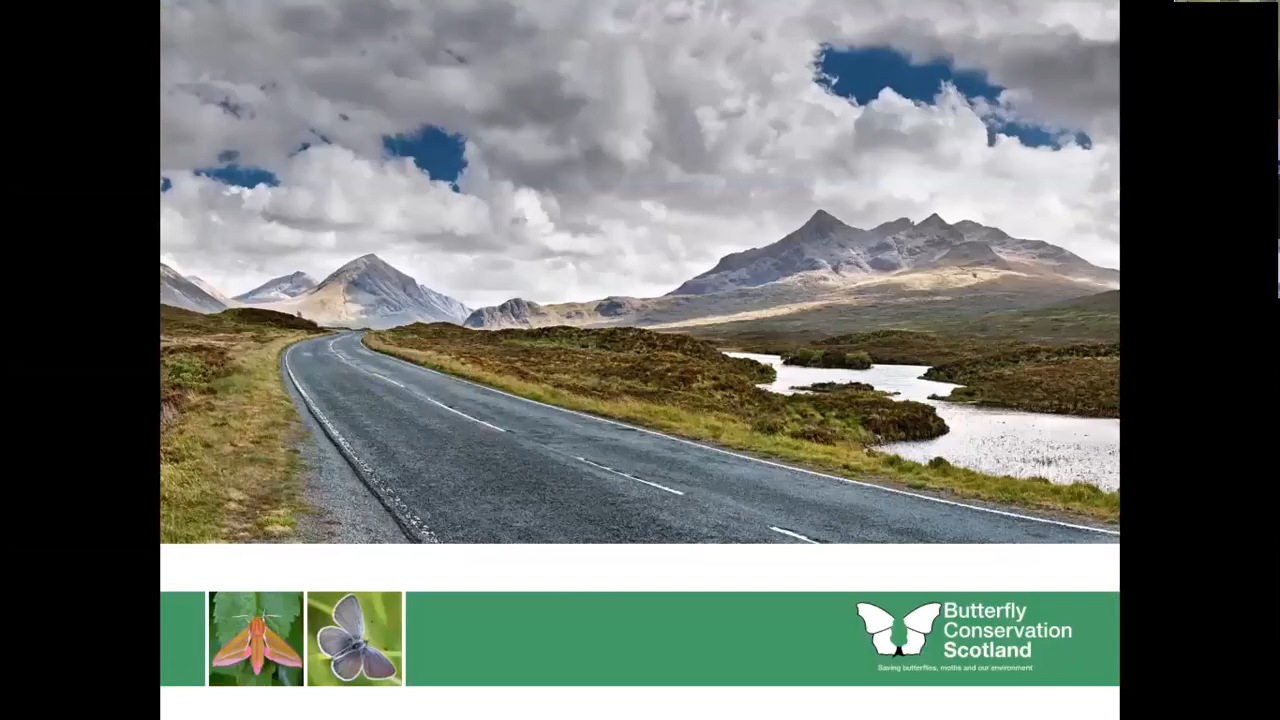 Butterfly
Conservation
Scotland
Saving butterflies, moths and our environment